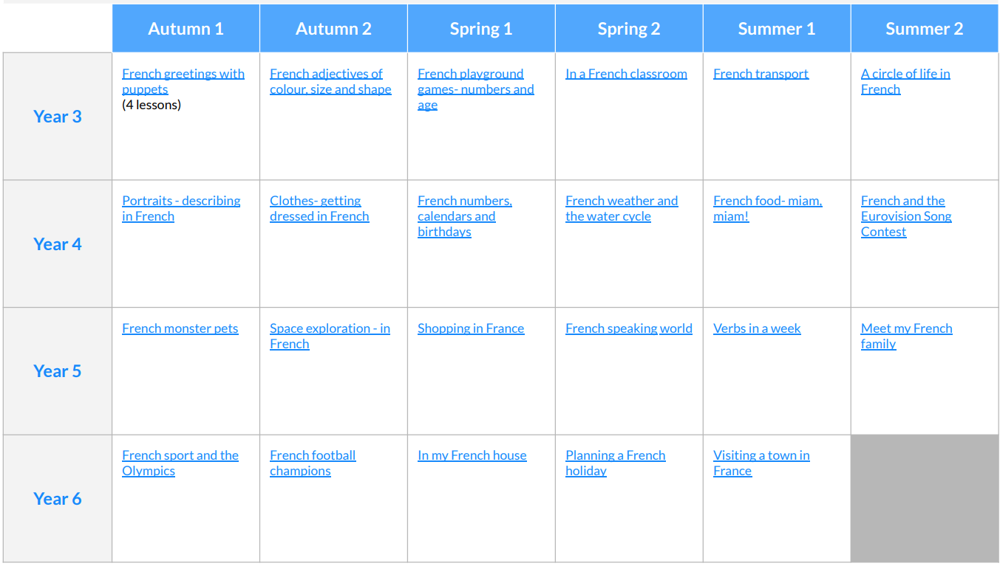 Autumn 1
Autumn 2
Spring 1
Spring 2
Summer 1
Summer 2
Year 3
French greetings with
puppets
(4 lessons)
French adjectives of
colour, size and shape
French playground
games- numbers and
age
In a French classroom
French transport
A circle of life in
French
Year 4
Portraits - describing
in French
Clothes- getting
dressed in French
French numbers,
calendars and
birthdays
French weather and
the water cycle
French food- miam,
miam!
French and the
Eurovision Song
Contest
Year 5
French monster pets
Space exploration - in
French
Shopping in France
French speaking world
Verbs in a week
Meet my French
family
Year 6
French sport and the
Olympics
French football
champions
In my French house
Planning a French
holiday
Visiting a town in
France